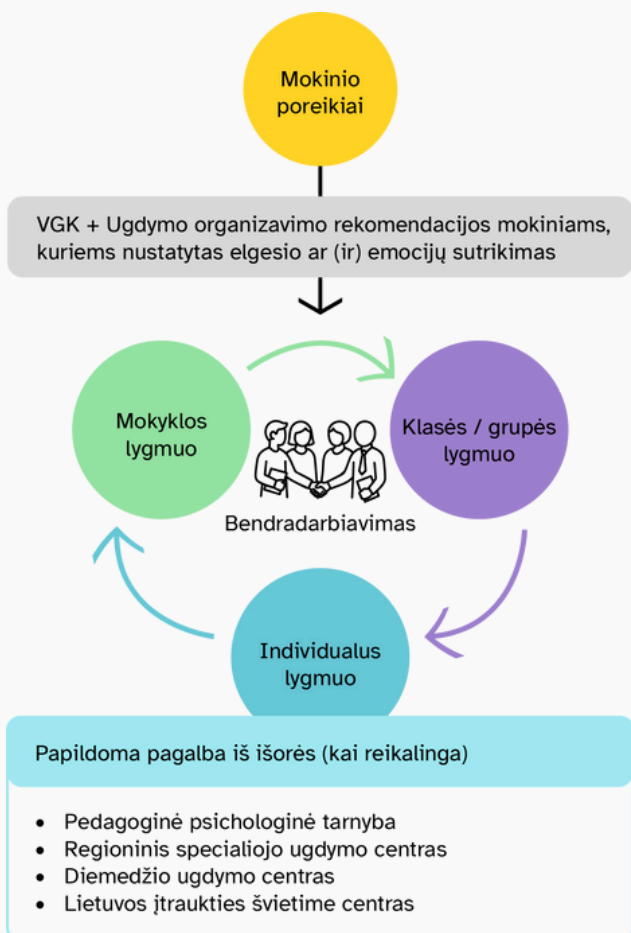 Mokinio
poreikiai
VGK + Ugdymo organizavimo rekomendacijos mokiniams,
kuriems nustatytas elgesio ar (ir) emocijų sutrikimas
Mokyklos
lygmuo
Klasės / grupės
lygmuo
Bendradarbiavimas
Individualus
lygmuo
Papildoma pagalba iš išorės (kai reikalinga)
• Pedagoginė psichologinė tarnyba
• Regioninis specialiojo ugdymo centras
• Diemedžio ugdymo centras
• Lietuvos įtraukties švietime centras